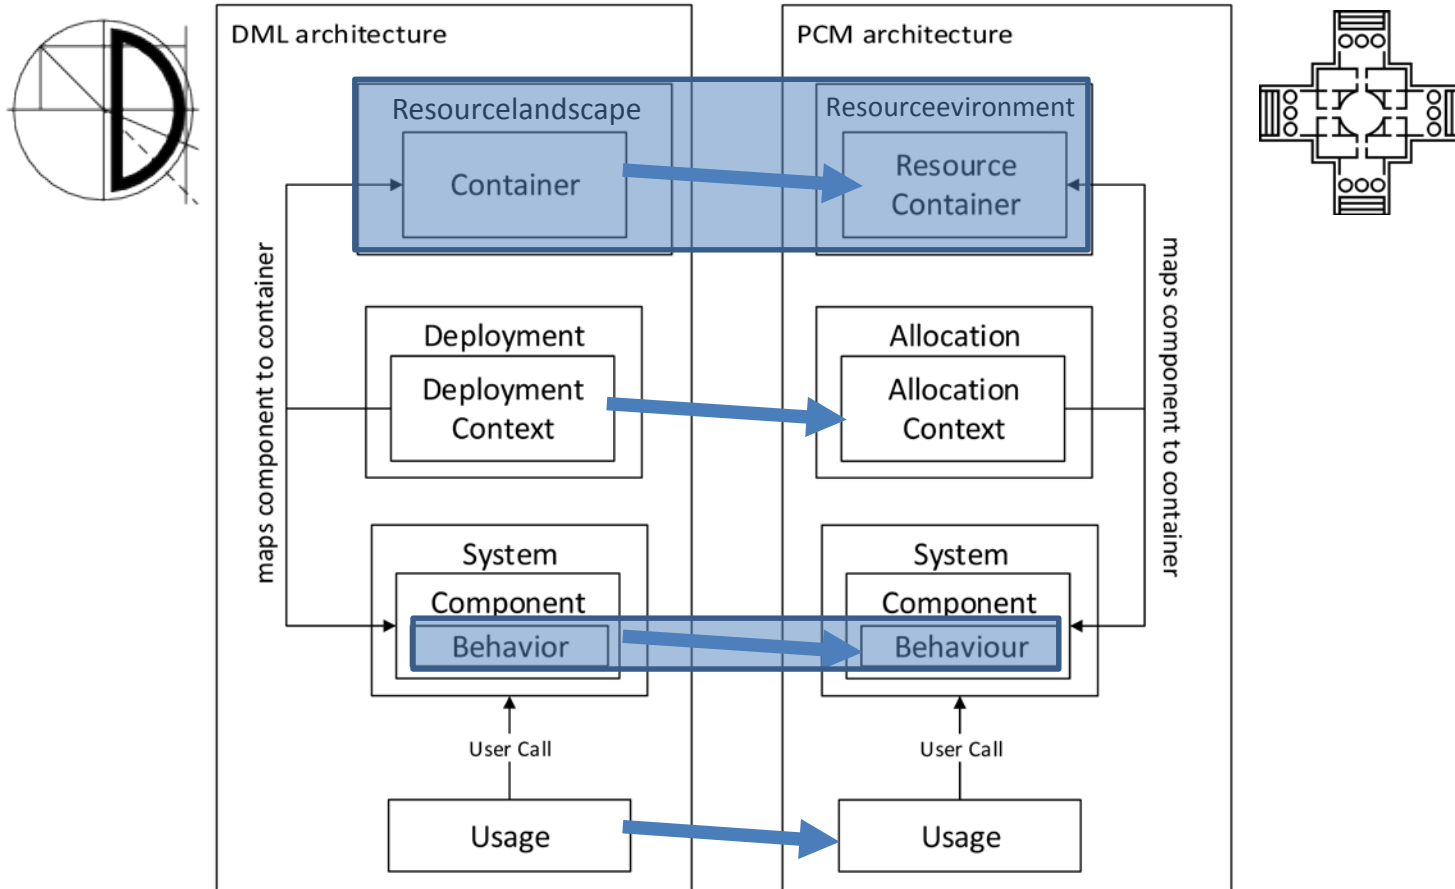 DML architecture
Resourcelandscape
Container
maps component to container
Deployment
Deployment
Context
System
Component
Behavior
User Call
Usage
PCM architecture
Resourceevironment
Resource
Container
maps component to container
Allocation
Allocation
Context
System
Component
Behaviour
User Call
Usage